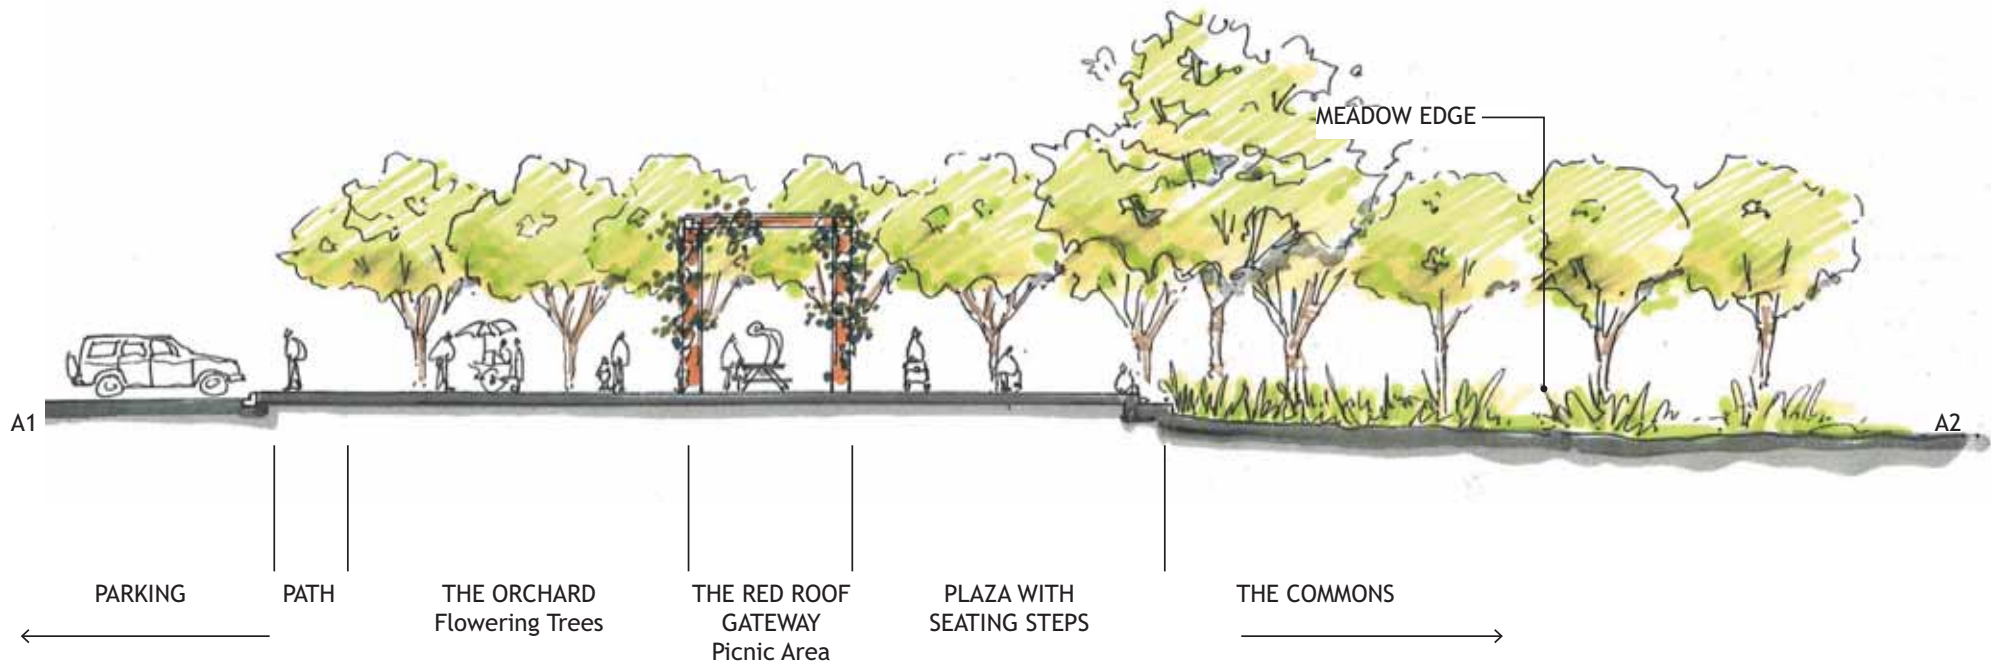 MEADOW EDGE
A1
A2
PARKING
PATH
THE ORCHARD
Flowering Trees
THE RED ROOF
GATEWAY
Picnic Area
PLAZA WITH
SEATING STEPS
THE COMMONS